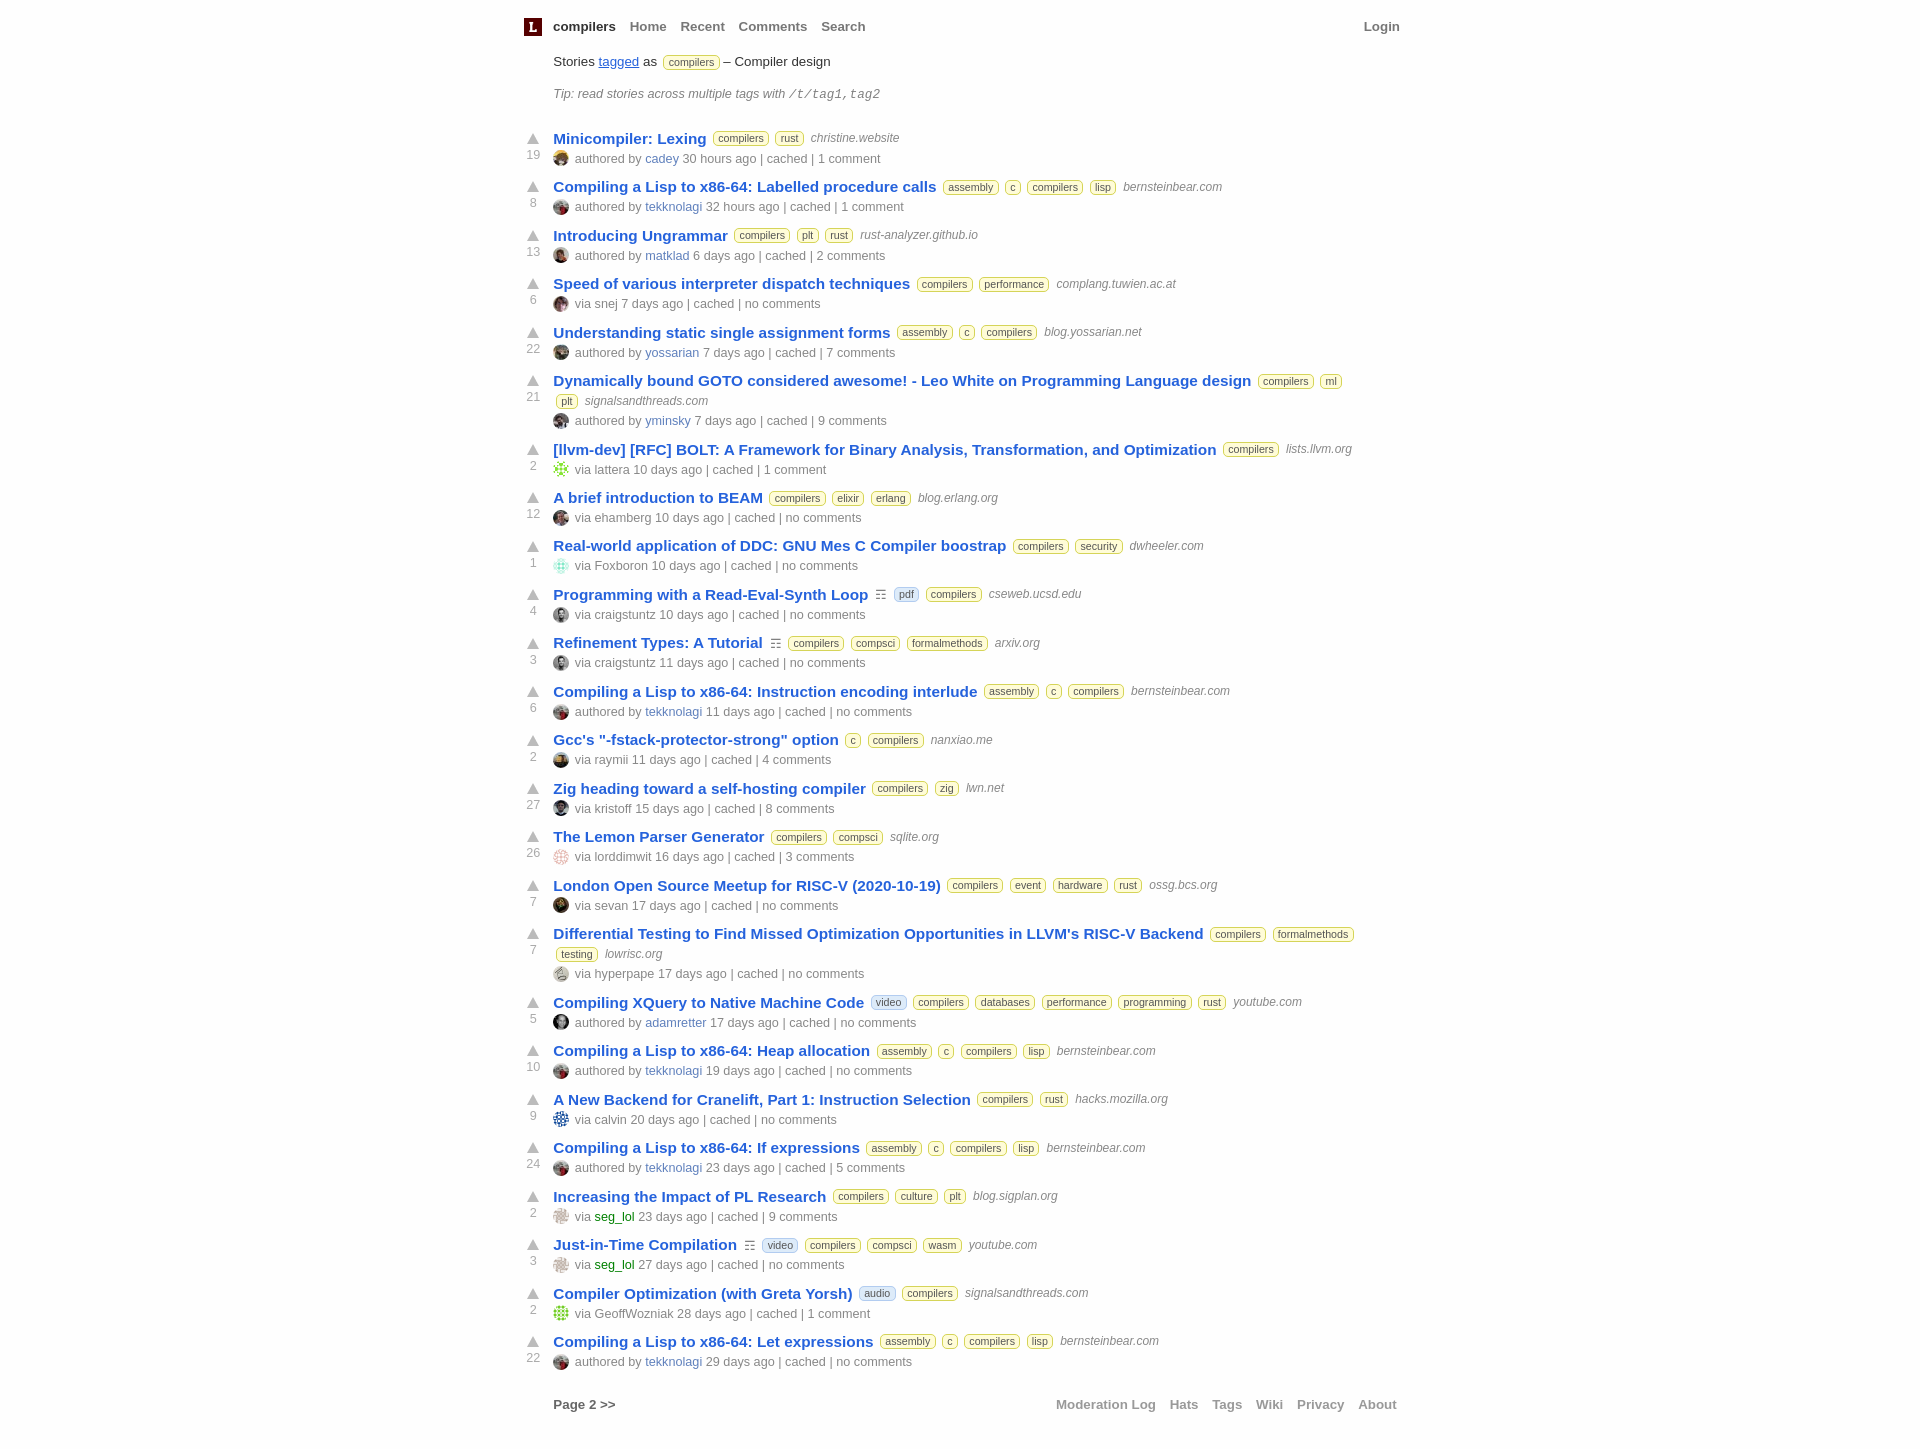 L compilers Home Recent Comments Search Login
Stories tagged as compilers – Compiler design
Tip: read stories across multiple tags with /t/tag1,tag2
Minicompiler: Lexing compilers rust christine.website
19 authored by cadey 30 hours ago | cached | 1 comment
Compiling a Lisp to x86-64: Labelled procedure calls assembly c compilers lisp bernsteinbear.com
8 authored by tekknolagi 32 hours ago | cached | 1 comment
Introducing Ungrammar compilers plt rust rust-analyzer.github.io
13 authored by matklad 6 days ago | cached | 2 comments
Speed of various interpreter dispatch techniques compilers performance complang.tuwien.ac.at
6 via snej 7 days ago | cached | no comments
Understanding static single assignment forms assembly c compilers blog.yossarian.net
22 authored by yossarian 7 days ago | cached | 7 comments
Dynamically bound GOTO considered awesome! - Leo White on Programming Language design compilers ml
21 plt signalsandthreads.com
authored by yminsky 7 days ago | cached | 9 comments
[llvm-dev] [RFC] BOLT: A Framework for Binary Analysis, Transformation, and Optimization compilers lists.llvm.org
2 via lattera 10 days ago | cached | 1 comment
A brief introduction to BEAM compilers elixir erlang blog.erlang.org
12 via ehamberg 10 days ago | cached | no comments
Real-world application of DDC: GNU Mes C Compiler boostrap compilers security dwheeler.com
1 via Foxboron 10 days ago | cached | no comments
Programming with a Read-Eval-Synth Loop ☶ pdf compilers cseweb.ucsd.edu
4 via craigstuntz 10 days ago | cached | no comments
Refinement Types: A Tutorial ☶ compilers compsci formalmethods arxiv.org
3 via craigstuntz 11 days ago | cached | no comments
Compiling a Lisp to x86-64: Instruction encoding interlude assembly c compilers bernsteinbear.com
6 authored by tekknolagi 11 days ago | cached | no comments
Gcc's "-fstack-protector-strong" option c compilers nanxiao.me
2 via raymii 11 days ago | cached | 4 comments
Zig heading toward a self-hosting compiler compilers zig lwn.net
27 via kristoff 15 days ago | cached | 8 comments
The Lemon Parser Generator compilers compsci sqlite.org
26 via lorddimwit 16 days ago | cached | 3 comments
London Open Source Meetup for RISC-V (2020-10-19) compilers event hardware rust ossg.bcs.org
7 via sevan 17 days ago | cached | no comments
Differential Testing to Find Missed Optimization Opportunities in LLVM's RISC-V Backend compilers formalmethods
7 testing lowrisc.org
via hyperpape 17 days ago | cached | no comments
Compiling XQuery to Native Machine Code video compilers databases performance programming rust youtube.com
5 authored by adamretter 17 days ago | cached | no comments
Compiling a Lisp to x86-64: Heap allocation assembly c compilers lisp bernsteinbear.com
10 authored by tekknolagi 19 days ago | cached | no comments
A New Backend for Cranelift, Part 1: Instruction Selection compilers rust hacks.mozilla.org
9 via calvin 20 days ago | cached | no comments
Compiling a Lisp to x86-64: If expressions assembly c compilers lisp bernsteinbear.com
24 authored by tekknolagi 23 days ago | cached | 5 comments
Increasing the Impact of PL Research compilers culture plt blog.sigplan.org
2 via seg_lol 23 days ago | cached | 9 comments
Just-in-Time Compilation ☶ video compilers compsci wasm youtube.com
3 via seg_lol 27 days ago | cached | no comments
Compiler Optimization (with Greta Yorsh) audio compilers signalsandthreads.com
2 via GeoffWozniak 28 days ago | cached | 1 comment
Compiling a Lisp to x86-64: Let expressions assembly c compilers lisp bernsteinbear.com
22 authored by tekknolagi 29 days ago | cached | no comments
Page 2 >> Moderation Log Hats Tags Wiki Privacy About